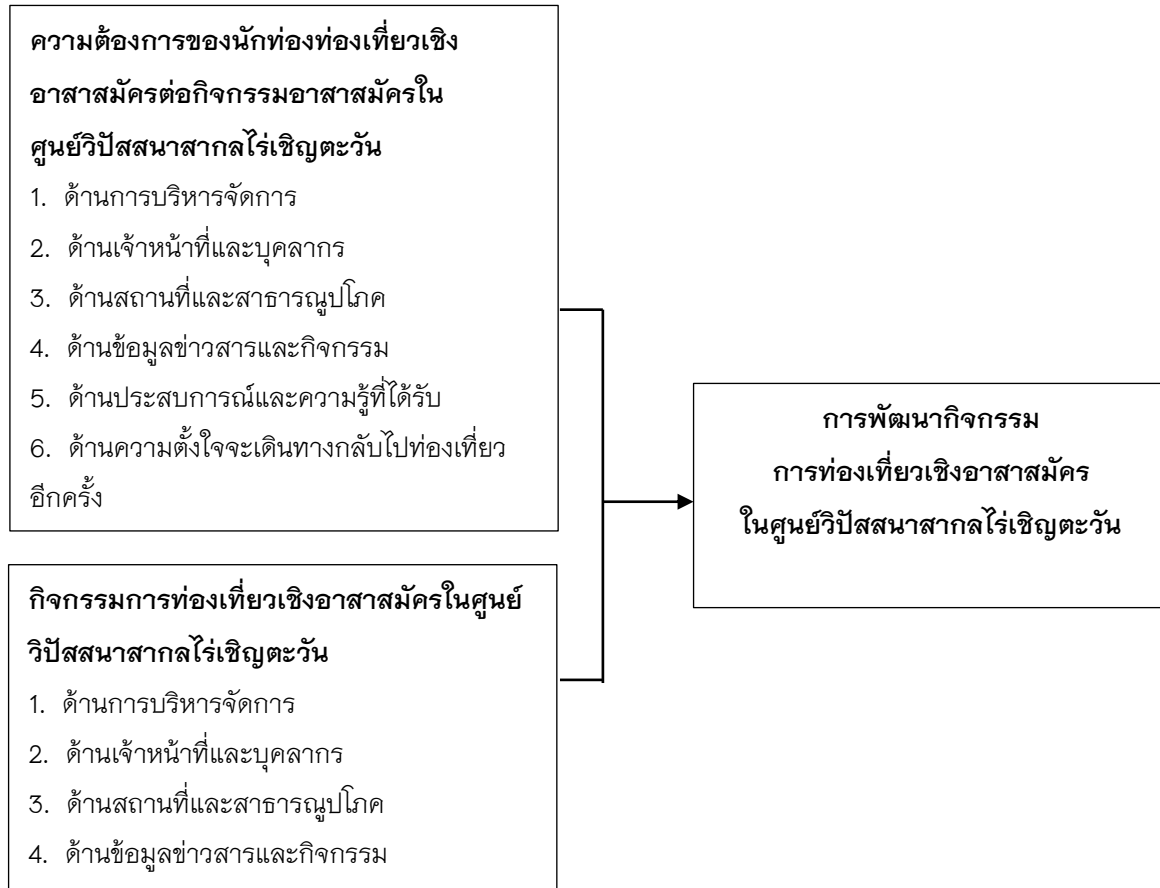 ความต้องการของนักท่องท่องเที่ยวเชิง
อาสาสมัครต่อกิจกรรมอาสาสมัครใน
ศูนย์วิปัสสนาสากลไร่เชิญตะวัน
1. ด้านการบริหารจัดการ
2. ด้านเจ้าหน้าที่และบุคลากร
3. ด้านสถานที่และสาธารณูปโภค
4. ด้านข้อมูลข่าวสารและกิจกรรม
5. ด้านประสบการณ์และความรู้ที่ได้รับ
6. ด้านความตั้งใจจะเดินทางกลับไปท่องเที่ยว
อีกครั้ง
กิจกรรมการท่องเที่ยวเชิงอาสาสมัครในศูนย์
วิปัสสนาสากลไร่เชิญตะวัน
1. ด้านการบริหารจัดการ
2. ด้านเจ้าหน้าที่และบุคลากร
3. ด้านสถานที่และสาธารณูปโภค
4. ด้านข้อมูลข่าวสารและกิจกรรม
การพัฒนากิจกรรม
การท่องเที่ยวเชิงอาสาสมัคร
ในศูนย์วิปัสสนาสากลไร่เชิญตะวัน